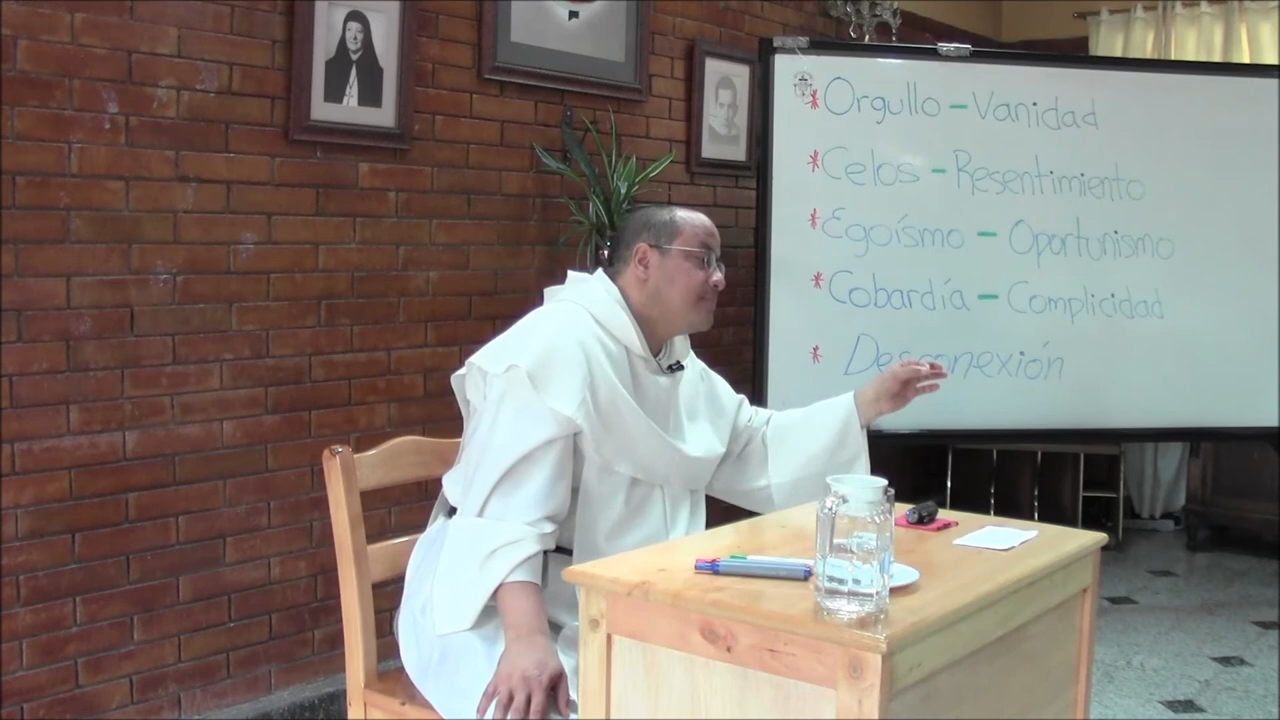 * Orgullo - Vanidad
* Celos - Resentimiento
* Egoísmo - Oportunismo
* Cobardía - Complicidad
* Desconexión